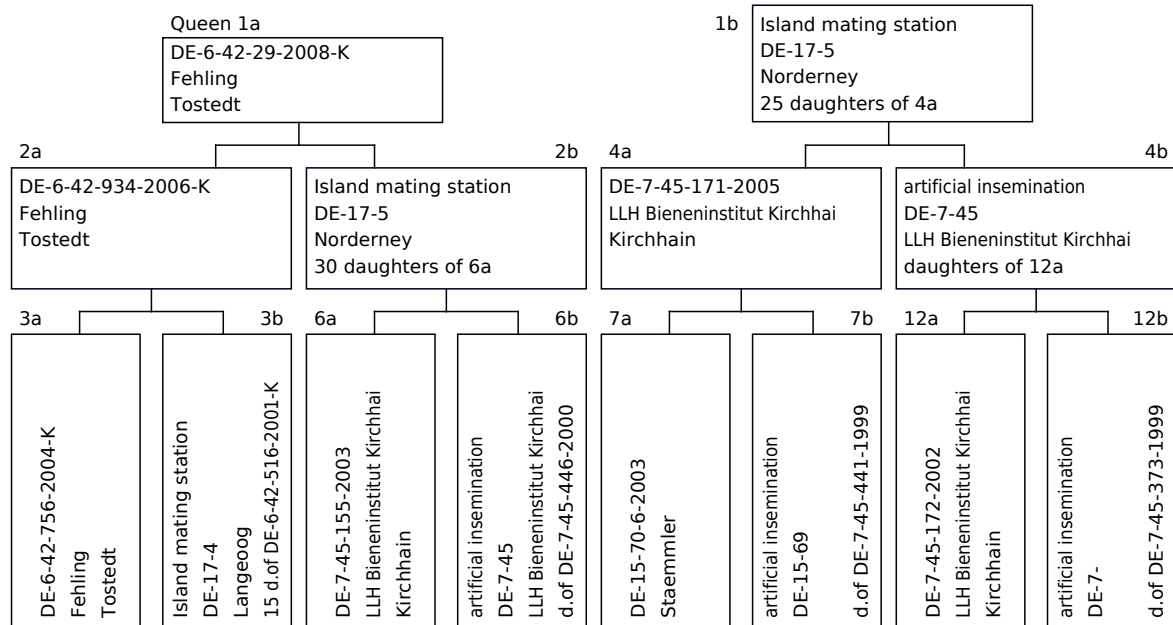 Queen 1a
DE-6-42-29-2008-K
Fehling
Tostedt
1b
Island mating station
DE-17-5
Norderney
25 daughters of 4a
2a
DE-6-42-934-2006-K
Fehling
Tostedt
2b
Island mating station
DE-17-5
Norderney
30 daughters of 6a
4a
DE-7-45-171-2005
LLH Bieneninstitut Kirchhai
Kirchhain
4b
artificial insemination
DE-7-45
LLH Bieneninstitut Kirchhai
daughters of 12a
3a
DE-6-42-756-2004-K
Fehling
Tostedt
3b
Island mating station
DE-17-4
Langeoog
15 d.of DE-6-42-516-2001-K
6a
DE-7-45-155-2003
LLH Bieneninstitut Kirchhai
Kirchhain
6b
artificial insemination
DE-7-45
LLH Bieneninstitut Kirchhai
d.of DE-7-45-446-2000
7a
DE-15-70-6-2003
Staemmler
7b
artificial insemination
DE-15-69
d.of DE-7-45-441-1999
12a
DE-7-45-172-2002
LLH Bieneninstitut Kirchhai
Kirchhain
12b
artificial insemination
DE-7-
d.of DE-7-45-373-1999